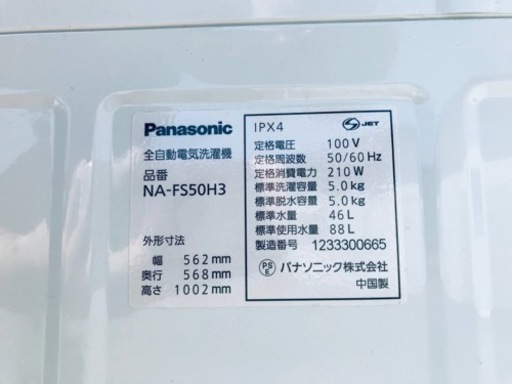 Panasonic
全自動電気洗濯機
品番
NA-FS50H3
外形寸法
幅 562mm
奥行 568mm
高さ 1002mm
IPX4
S JET
定格電圧 100V
定格周波数 50/60Hz
定格消費電力 210W
標準洗濯容量 5.0kg
標準脱水容量 5.0kg
標準水量 46L
標準使用水量 88L
製造番号 1233300665
PS E パナソニック株式会社
中国製